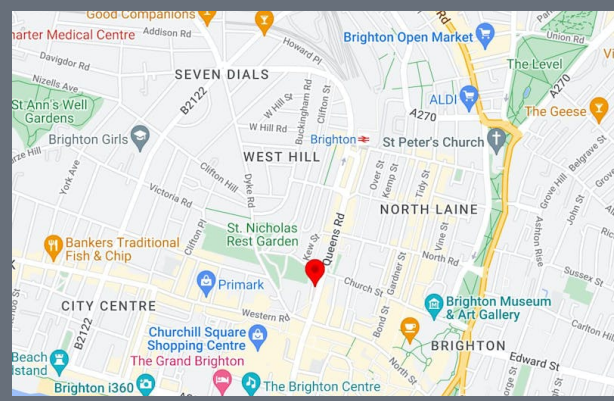 Good Companions
harter Medical Centre
Addison Rd
Howard Pl
Brighton Open Market
Rd
Union Rd
Davigdor Rd
SEVEN DIALS
The Level
A270
Nizells Ave
B2122
St Ann's Well
Gardens
W Hill St
Buckingham Rd
Clifton St
ALDI
A270
The Geese
Brighton Girls
W Hill Rd
Brighton
St Peter's Church
WEST HILL
York Ave
Clifton Hill
Dyke Rd
Over St
Kemp St
Tidy St
Grove Hill
Belgrave St
Victoria Rd
NORTH LAINE
John St
Clifton Pl
St. Nicholas
Rest Garden
Kew St
Queens Rd
Vine St
Ashton Rise
Bankers Traditional
Fish & Chip
North Rd
Gardner St
Sussex St
Primark
Church St
CITY CENTRE
Western Rd
Bond St
Brighton Museum
& Art Gallery
Carlton Hill
B2122
Churchill Square
Shopping Centre
BRIGHTON
Beach
Island
The Grand Brighton
North St
Edward St
Brighton i360
The Brighton Centre
George St